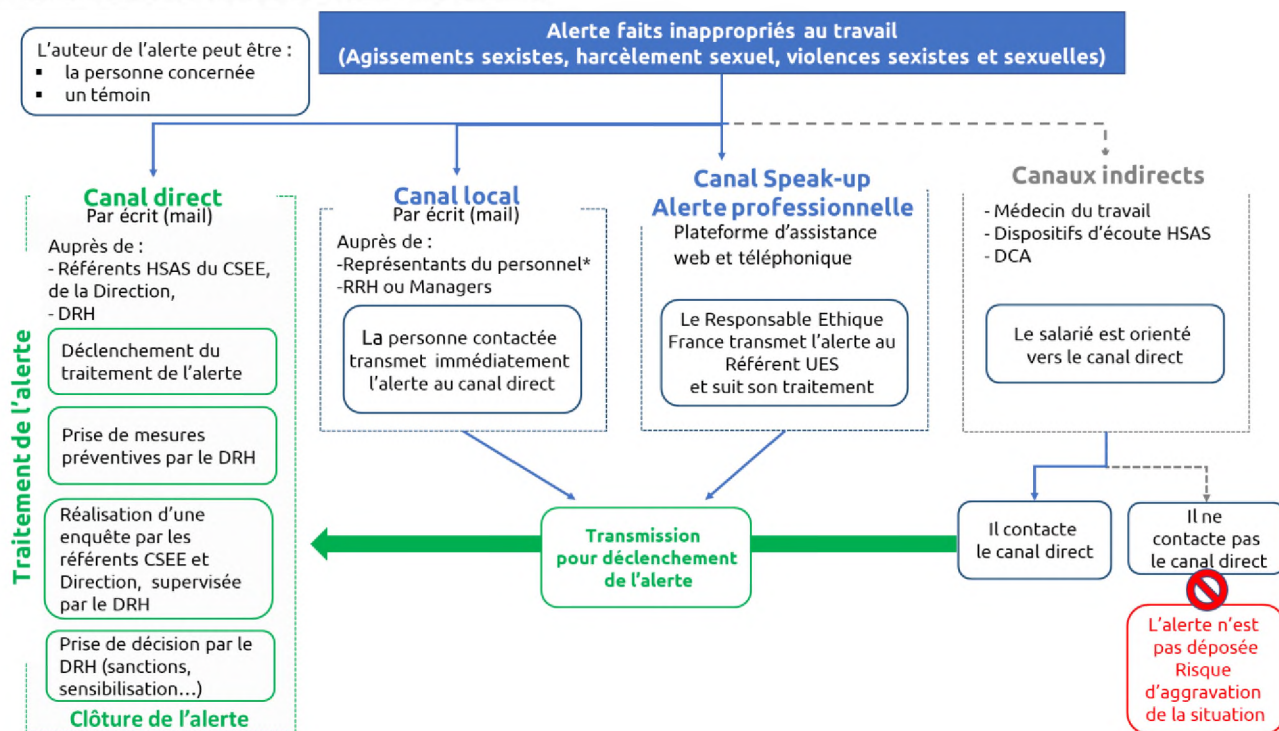 Alerte faits inappropriés au travail
(Agissements sexistes, harcèlement sexuel, violences sexistes et sexuelles)
L'auteur de l'alerte peut être :
▪ la personne concernée
▪ un témoin
Traitement de l'alerte
Canal direct
Par écrit (mail)
Auprès de :
- Référents HSAS du CSEE,
de la Direction,
- DRH
Déclenchement du
traitement de l'alerte
Prise de mesures
préventives par le DRH
Réalisation d'une
enquête par les
référents CSEE et
Direction, supervisée
par le DRH
Prise de décision par le
DRH (sanctions,
sensibilisation…)
Clôture de l'alerte
Canal local
Par écrit (mail)
Auprès de :
-Représentants du personnel*
-RRH ou Managers
La personne contactée
transmet immédiatement
l'alerte au canal direct
Canal Speak-up
Alerte professionnelle
Plateforme d'assistance
web et téléphonique
Le Responsable Ethique
France transmet l'alerte au
Référent UES
et suit son traitement
Canaux indirects
- Médecin du travail
- Dispositifs d'écoute HSAS
- DCA
Le salarié est orienté
vers le canal direct
Transmission
pour déclenchement
de l'alerte
Il contacte
le canal direct
Il ne
contacte pas
le canal direct
L'alerte n'est
pas déposée
Risque
d'aggravation
de la situation